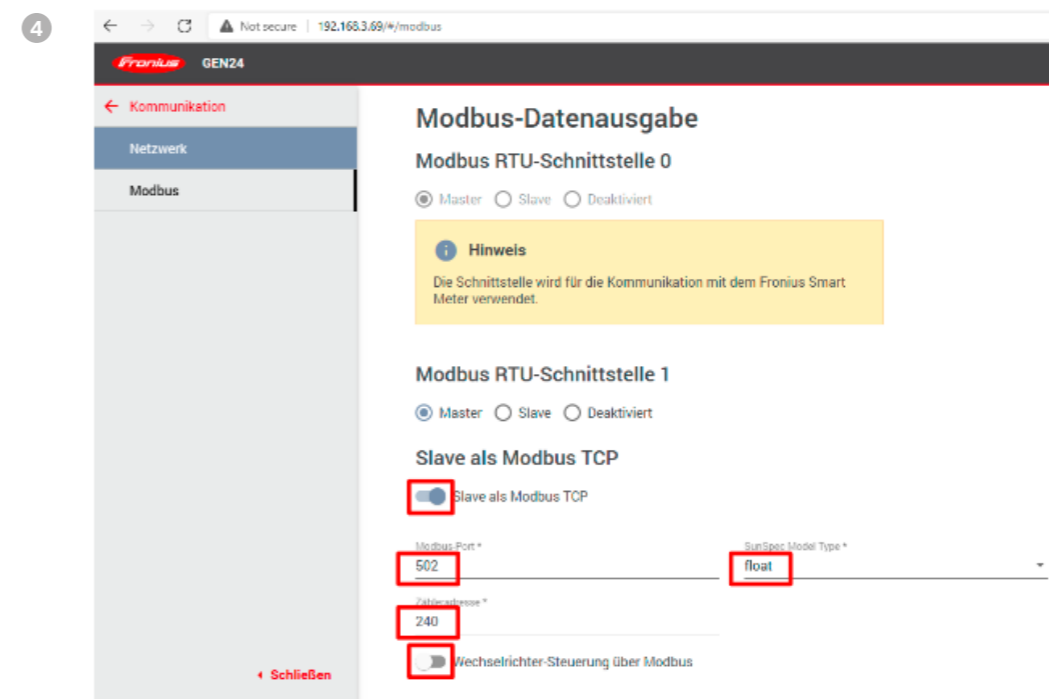 4
Not secure | 192.168.3.69/#/modbus
Fronius GEN24
Kommunikation
Netzwerk
Modbus
Modbus-Datenausgabe
Modbus RTU-Schnittstelle 0
Master Slave Deaktiviert
Hinweis
Die Schnittstelle wird für die Kommunikation mit dem Fronius Smart
Meter verwendet.
Modbus RTU-Schnittstelle 1
Master Slave Deaktiviert
Slave als Modbus TCP
Slave als Modbus TCP
Modbus-Port * SunSpec Model Type *
502 float
Zähleradresse *
240
Wechselrichter-Steuerung über Modbus
Schließen